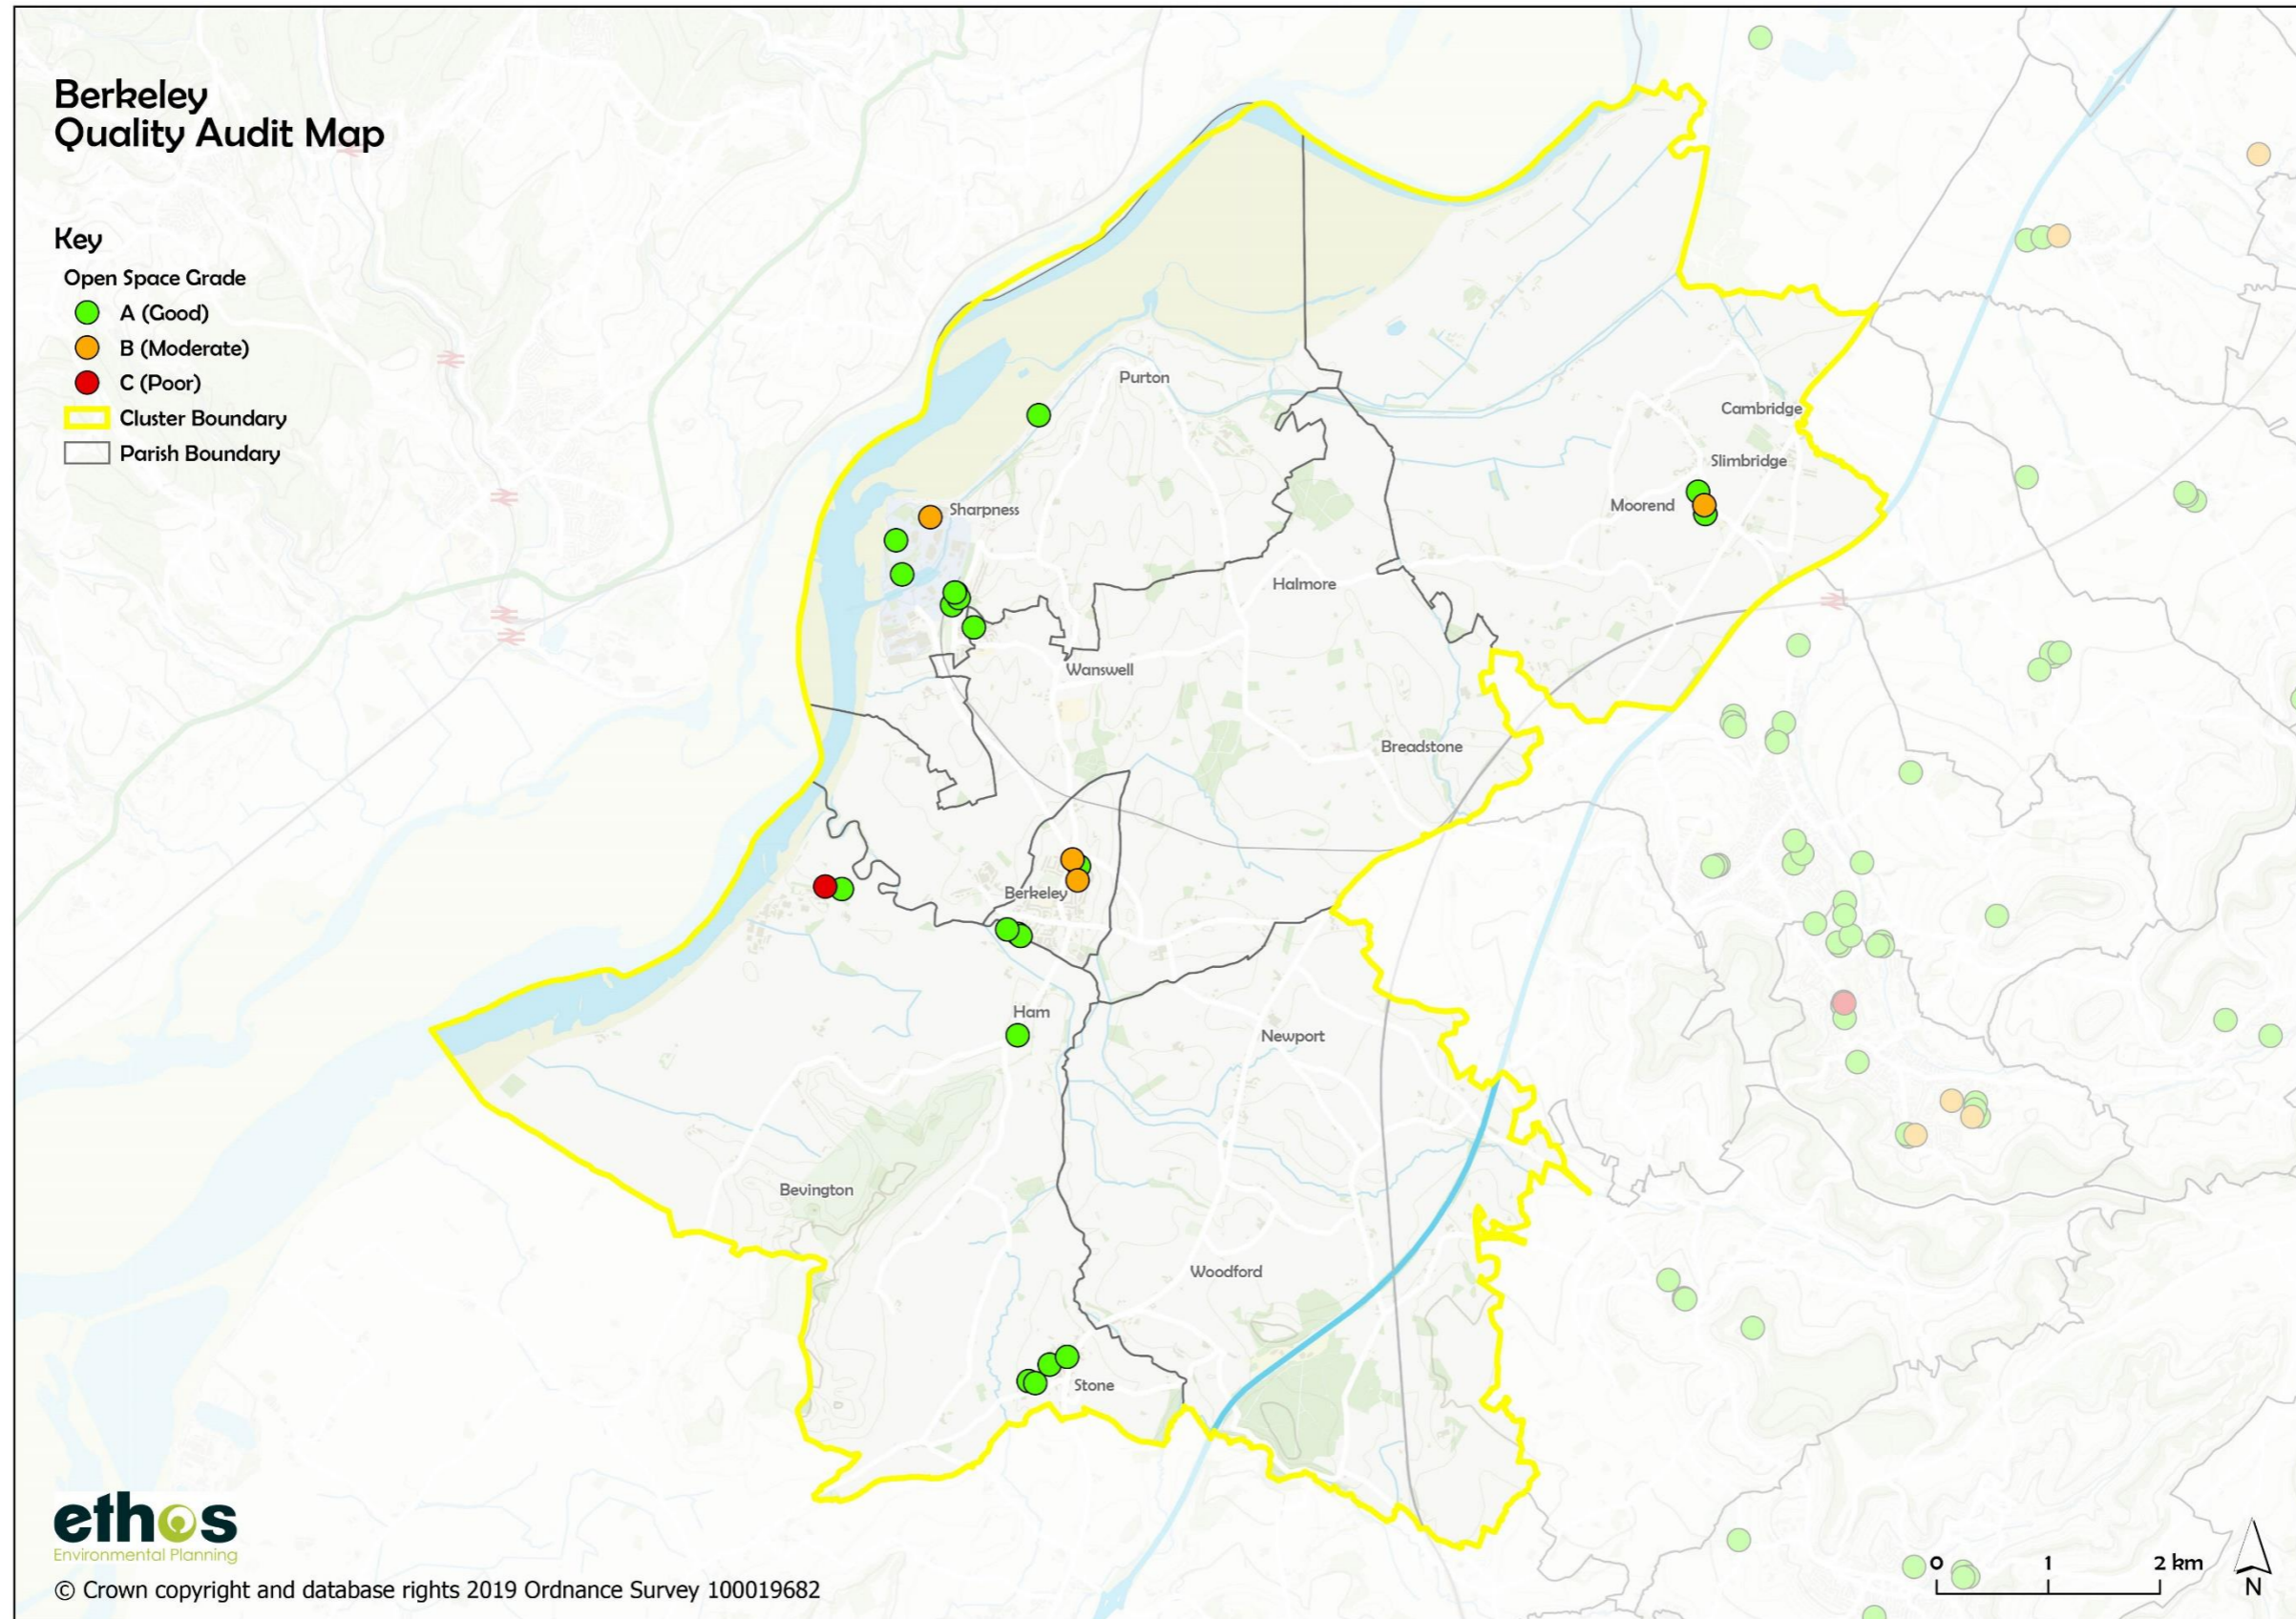 Berkeley
Quality Audit Map
Key
Open Space Grade
A (Good)
B (Moderate)
C (Poor)
Cluster Boundary
Parish Boundary
Purton
Cambridge
Slimbridge
Moorend
Sharpness
Halmore
Wanswell
Breadstone
Berkeley
Ham
Newport
Bevington
Woodford
Stone
ethos
Environmental Planning
© Crown copyright and database rights 2019 Ordnance Survey 100019682
0 1 2 km
N